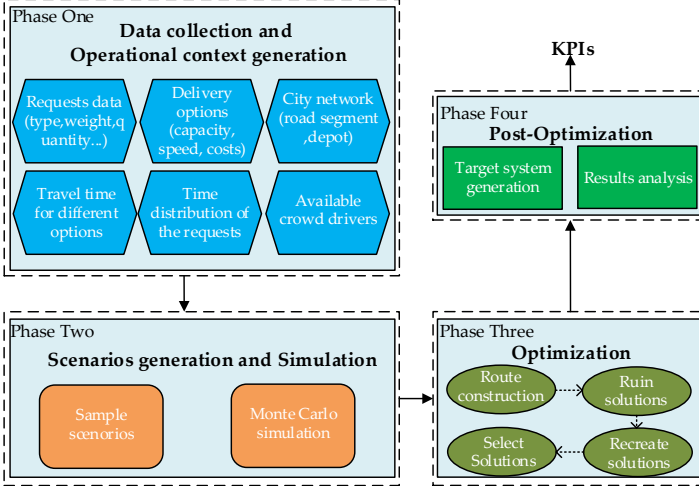 Phase One
Data collection and
Operational context generation
Requests data
(type,weight,q
uantity...)
Delivery
options
(capacity,
speed, costs)
City network
(road segment
,depot)
Travel time
for different
options
Time
distribution of
the requests
Available
crowd drivers
Phase Two
Scenarios generation and Simulation
Sample
scenorios
Monte Carlo
simulation
Phase Three
Optimization
Route
construction
Ruin
solutions
Select
Solutions
Recreate
solutions
KPIs
Phase Four
Post-Optimization
Target system
generation
Results analysis